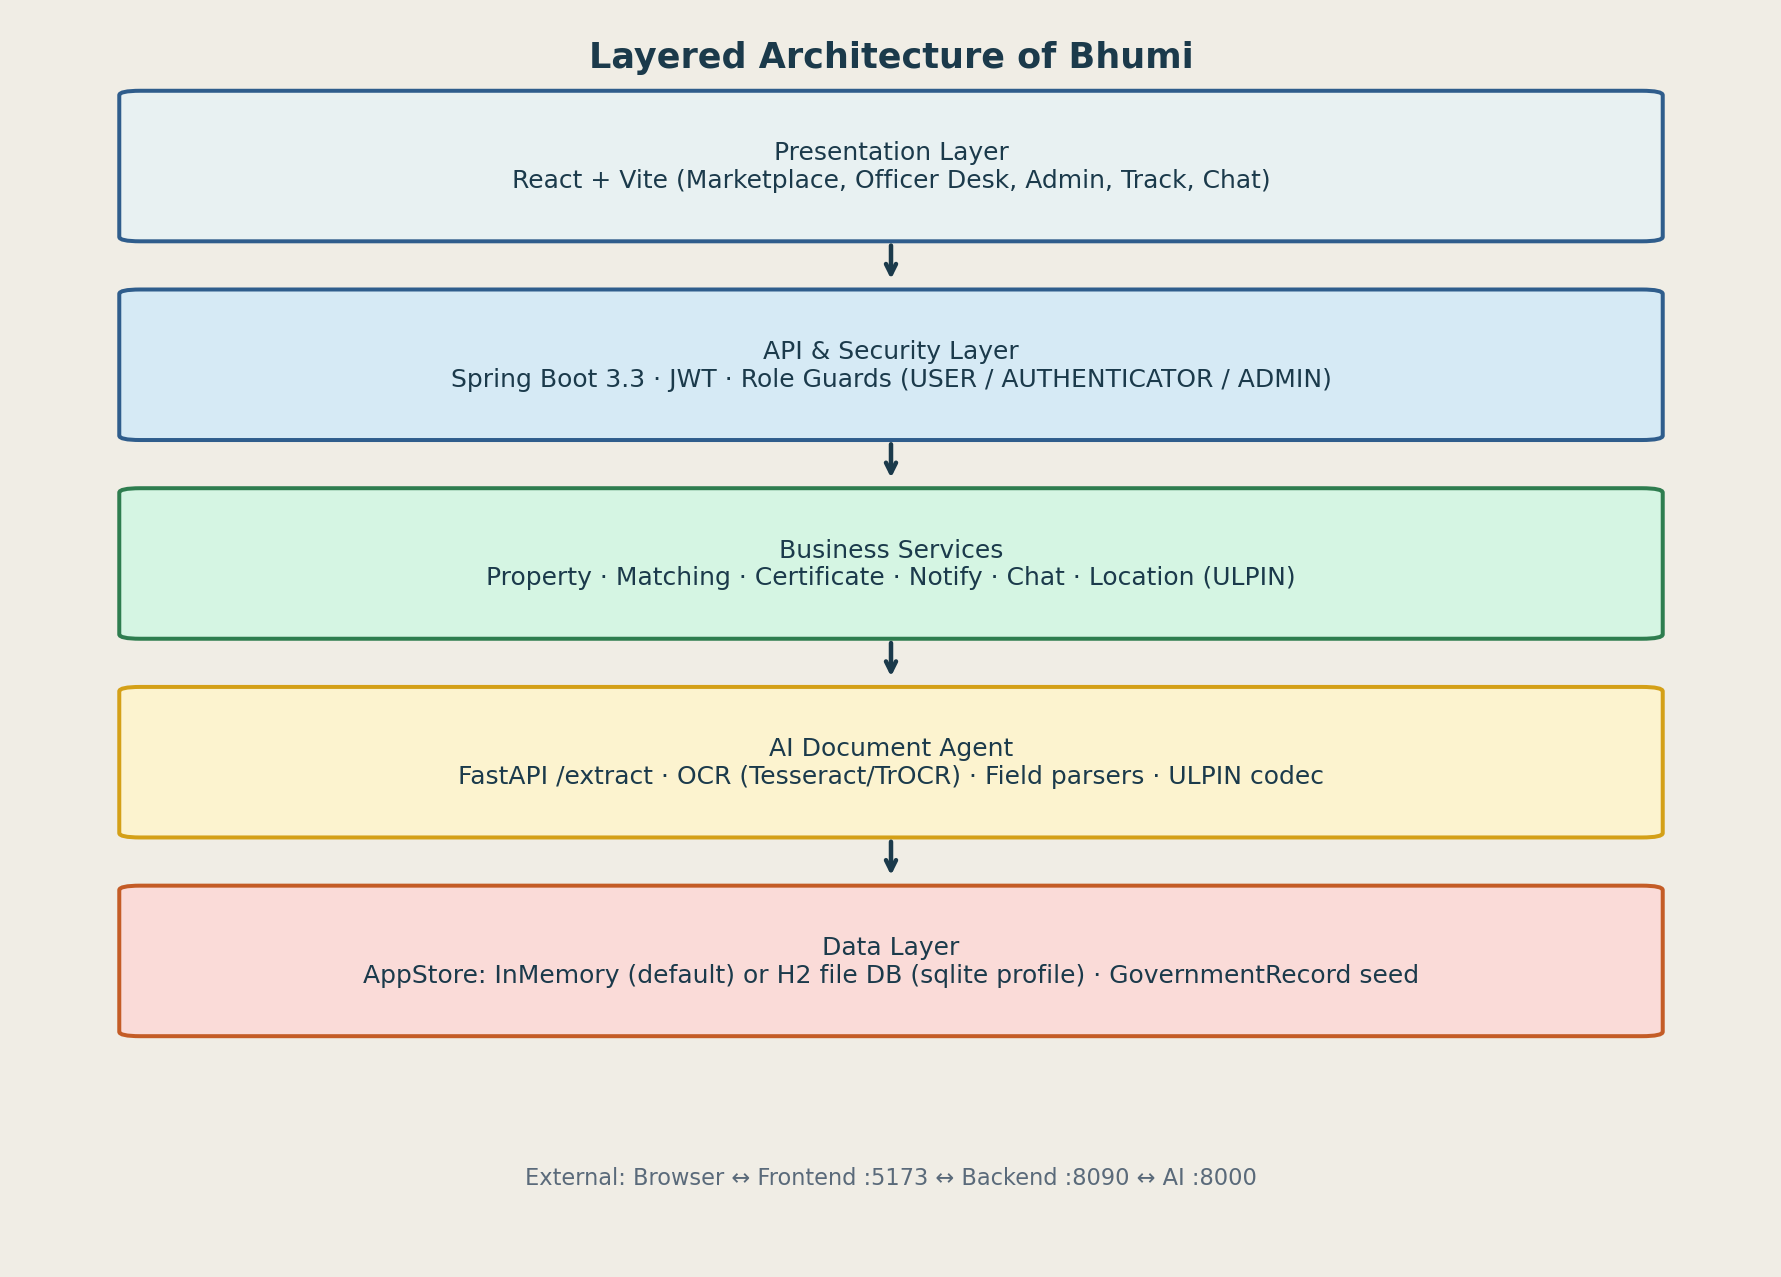 Layered Architecture of Bhumi
Presentation Layer
React + Vite (Marketplace, Officer Desk, Admin, Track, Chat)
API & Security Layer
Spring Boot 3.3 · JWT · Role Guards (USER / AUTHENTICATOR / ADMIN)
Business Services
Property · Matching · Certificate · Notify · Chat · Location (ULPIN)
AI Document Agent
FastAPI /extract · OCR (Tesseract/TrOCR) · Field parsers · ULPIN codec
Data Layer
AppStore: InMemory (default) or H2 file DB (sqlite profile) · GovernmentRecord seed
External: Browser ↔ Frontend :5173 ↔ Backend :8090 ↔ AI :8000